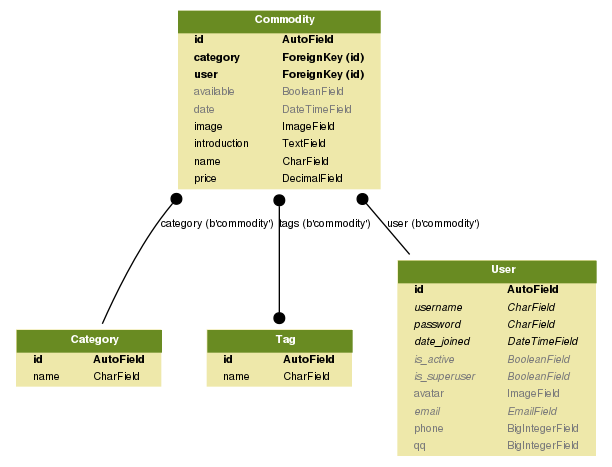 Commodity
id AutoField
category ForeignKey (id)
user ForeignKey (id)
available BooleanField
date DateTimeField
image ImageField
introduction TextField
name CharField
price DecimalField
category (b'commodity') tags (b'commodity') user (b'commodity')
Category
id AutoField
name CharField
Tag
id AutoField
name CharField
User
id AutoField
username CharField
password CharField
date_joined DateTimeField
is_active BooleanField
is_superuser BooleanField
avatar ImageField
email EmailField
phone BigIntegerField
qq BigIntegerField